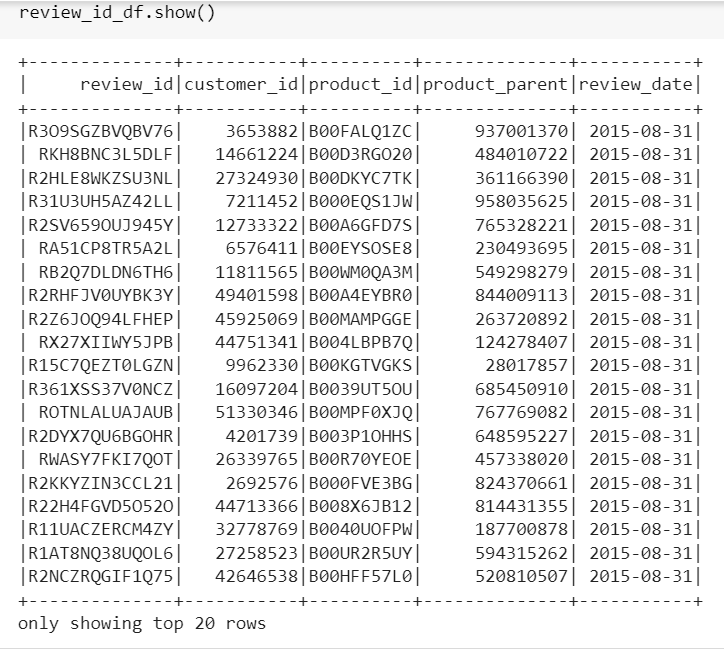 review_id_df.show()
+--------------+-----------+----------+--------------+-----------+
|     review_id|customer_id|product_id|product_parent|review_date|
+--------------+-----------+----------+--------------+-----------+
|R3O9SGZBVQBV76|    3653882|B00FALQ1ZC|     937001370| 2015-08-31|
| RKH8BNC3L5DLF|   14661224|B00D3RGO20|     484010722| 2015-08-31|
|R2HLE8WKZSU3NL|   27324930|B00DKYC7TK|     361166390| 2015-08-31|
|R31U3UH5AZ42LL|    7211452|B000EQS1JW|     958035625| 2015-08-31|
|R2SV659OUJ945Y|   12733322|B00A6GFD7S|     765328221| 2015-08-31|
| RA51CP8TR5A2L|    6576411|B00EYSOSE8|     230493695| 2015-08-31|
| RB2Q7DLDN6TH6|   11811565|B00WM0QA3M|     549298279| 2015-08-31|
|R2RHFJV0UYBK3Y|   49401598|B00A4EYBR0|     844009113| 2015-08-31|
|R2Z6JOQ94LFHEP|   45925069|B00MAMPGGE|     263720892| 2015-08-31|
| RX27XIIWY5JPB|   44751341|B004LBPB7Q|     124278407| 2015-08-31|
|R15C7QEZT0LGZN|    9962330|B00KGTVGKS|      28017857| 2015-08-31|
|R361XSS37V0NCZ|   16097204|B0039UT5OU|     685450910| 2015-08-31|
| ROTNLALUAJAUB|   51330346|B00MPF0XJQ|     767769082| 2015-08-31|
|R2DYX7QU6BGOHR|    4201739|B003P1OHHS|     648595227| 2015-08-31|
| RWASY7FKI7QOT|   26339765|B00R70YEOE|     457338020| 2015-08-31|
|R2KKYZIN3CCL21|    2692576|B000FVE3BG|     824370661| 2015-08-31|
|R22H4FGVD5O52O|   44713366|B008X6JB12|     814431355| 2015-08-31|
|R11UACZERCM4ZY|   32778769|B0040UOFPW|     187700878| 2015-08-31|
|R1AT8NQ38UQOL6|   27258523|B00UR2R5UY|     594315262| 2015-08-31|
|R2NCZRQGIF1Q75|   42646538|B00HFF57L0|     520810507| 2015-08-31|
+--------------+-----------+----------+--------------+-----------+
only showing top 20 rows